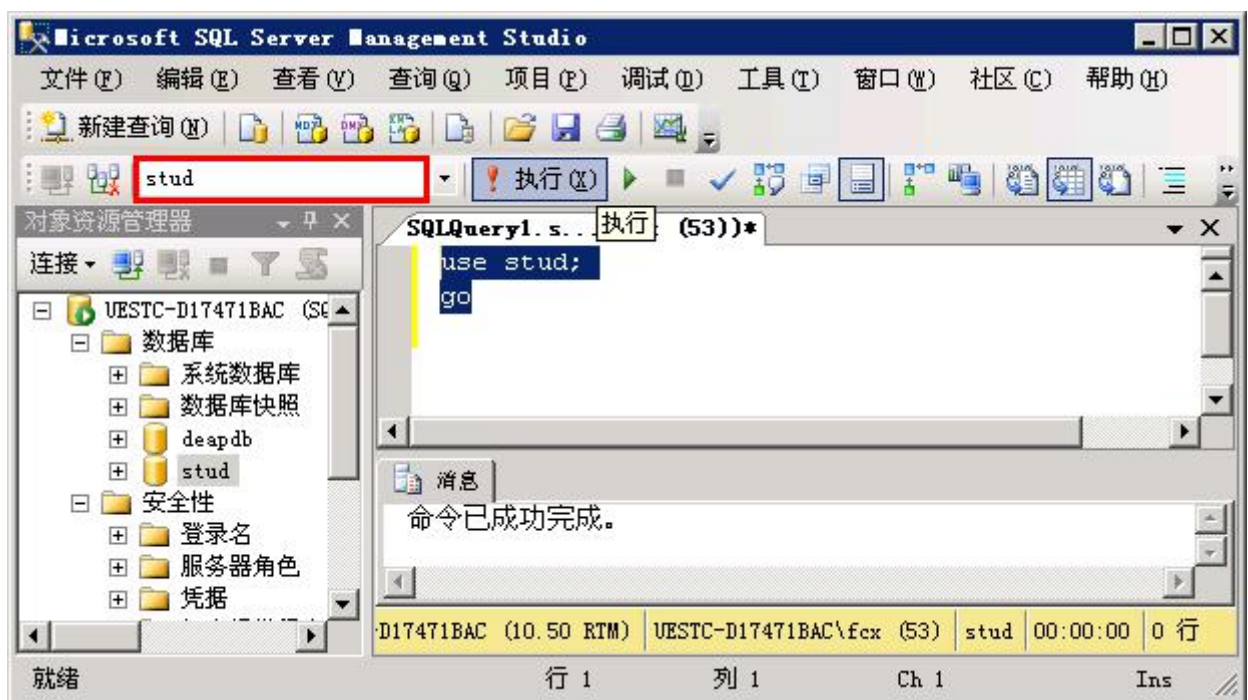 Microsoft SQL Server Management Studio
文件(F) 编辑(E) 查看(V) 查询(Q) 项目(P) 调试(D) 工具(T) 窗口(W) 社区(C) 帮助(H)
新建查询(N)
stud 执行(X)
对象资源管理器
SQLQuery1.s... (53))*
执行
连接
use stud;
go
UESTC-D17471BAC (SQ
数据库
系统数据库
数据库快照
deapdb
stud
安全性
登录名
服务器角色
凭据
消息
命令已成功完成。
-D17471BAC (10.50 RTM) UESTC-D17471BAC\fcx (53) stud 00:00:00 0 行
就绪 行 1 列 1 Ch 1 Ins